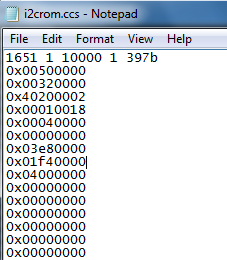 i2crom.ccs - Notepad
File Edit Format View Help
1651 1 10000 1 397b
0x00500000
0x00320000
0x40200002
0x00010018
0x00040000
0x00000000
0x03e80000
0x01f40000
0x04000000
0x00000000
0x00000000
0x00000000
0x00000000
0x00000000
0x00000000